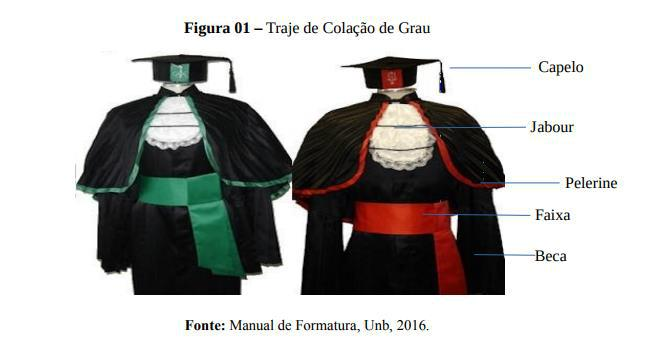 Figura 01 – Traje de Colação de Grau
Capelo
Jabour
Pelerine
Faixa
Beca
Fonte: Manual de Formatura, Unb, 2016.